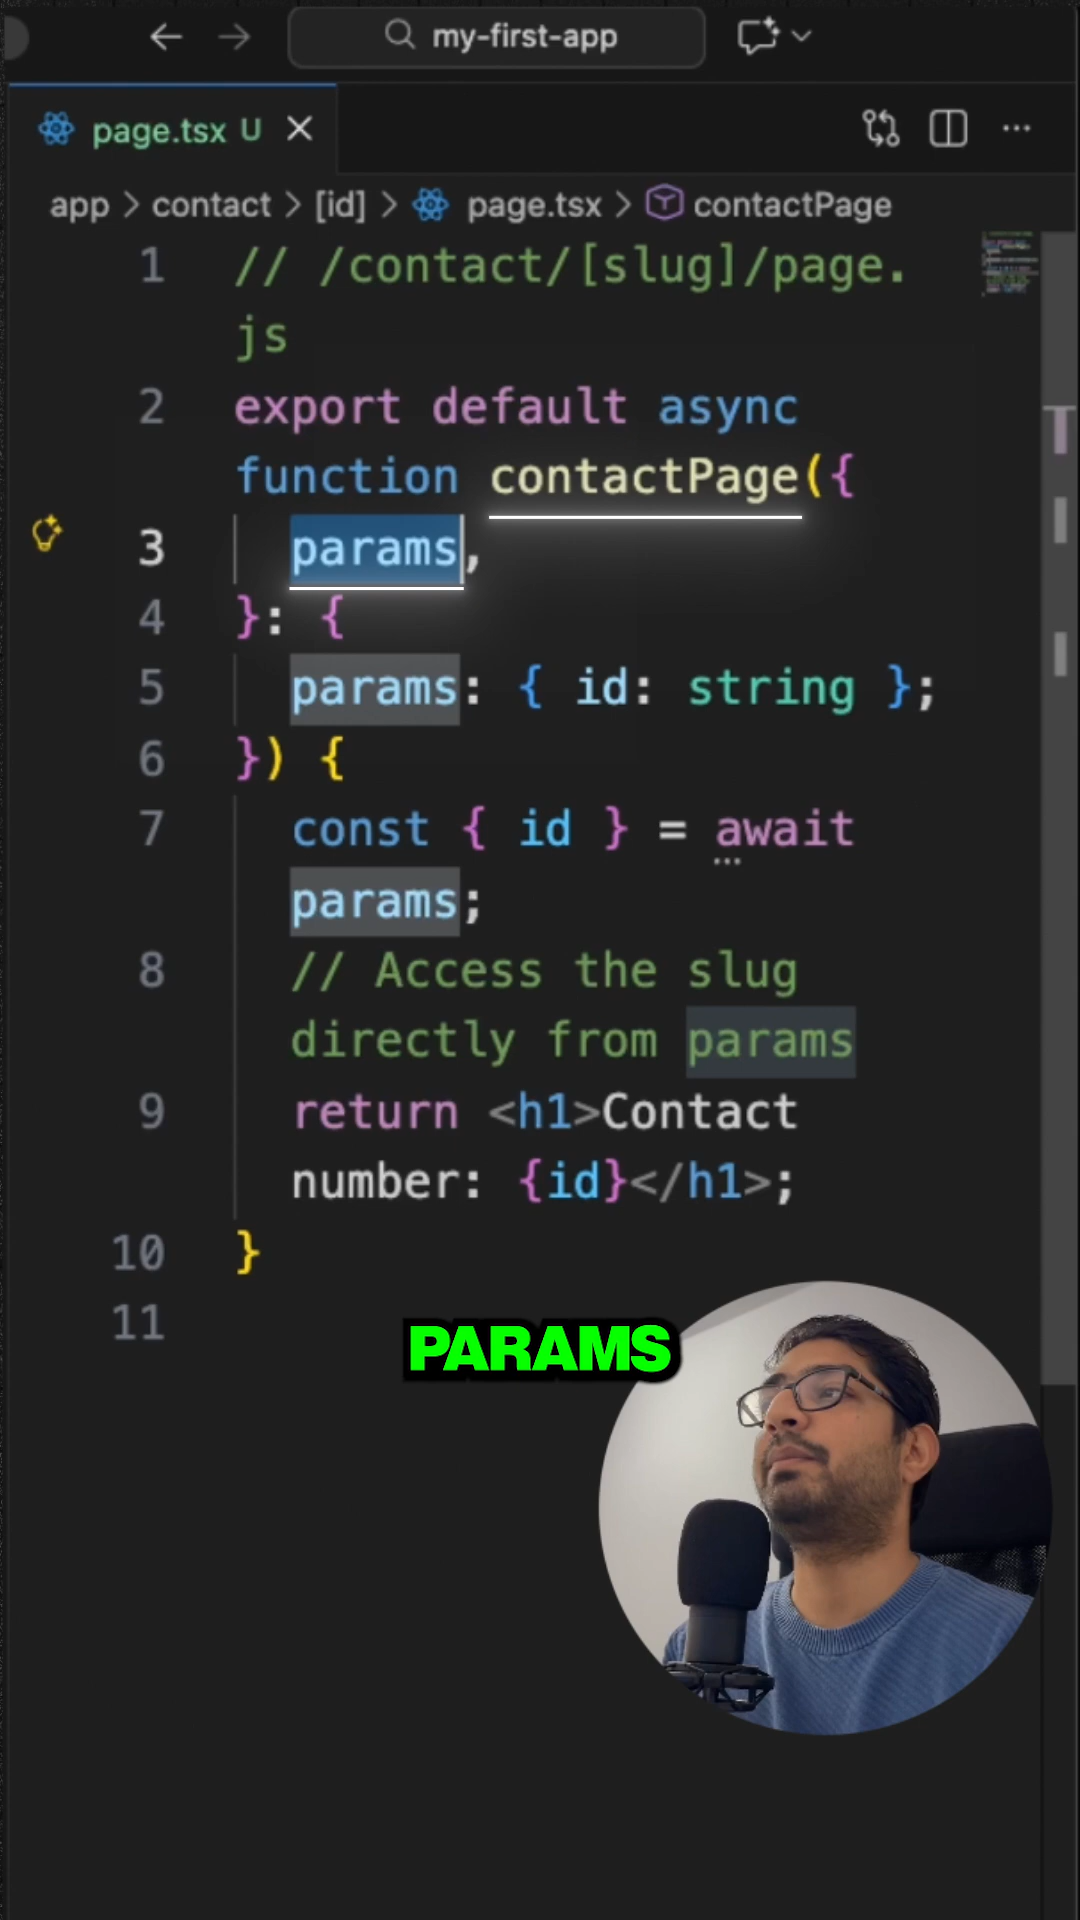 my-first-app
page.tsx U
app > contact > [id] > page.tsx > contactPage
1 // /contact/[slug]/page.
js
2 export default async
function contactPage({
3 params,
4 }: {
5 params: { id: string };
6 }) {
7 const { id } = await
params;
8 // Access the slug
directly from params
9 return <h1>Contact
number: {id}</h1>;
10 }
11
PARAMS